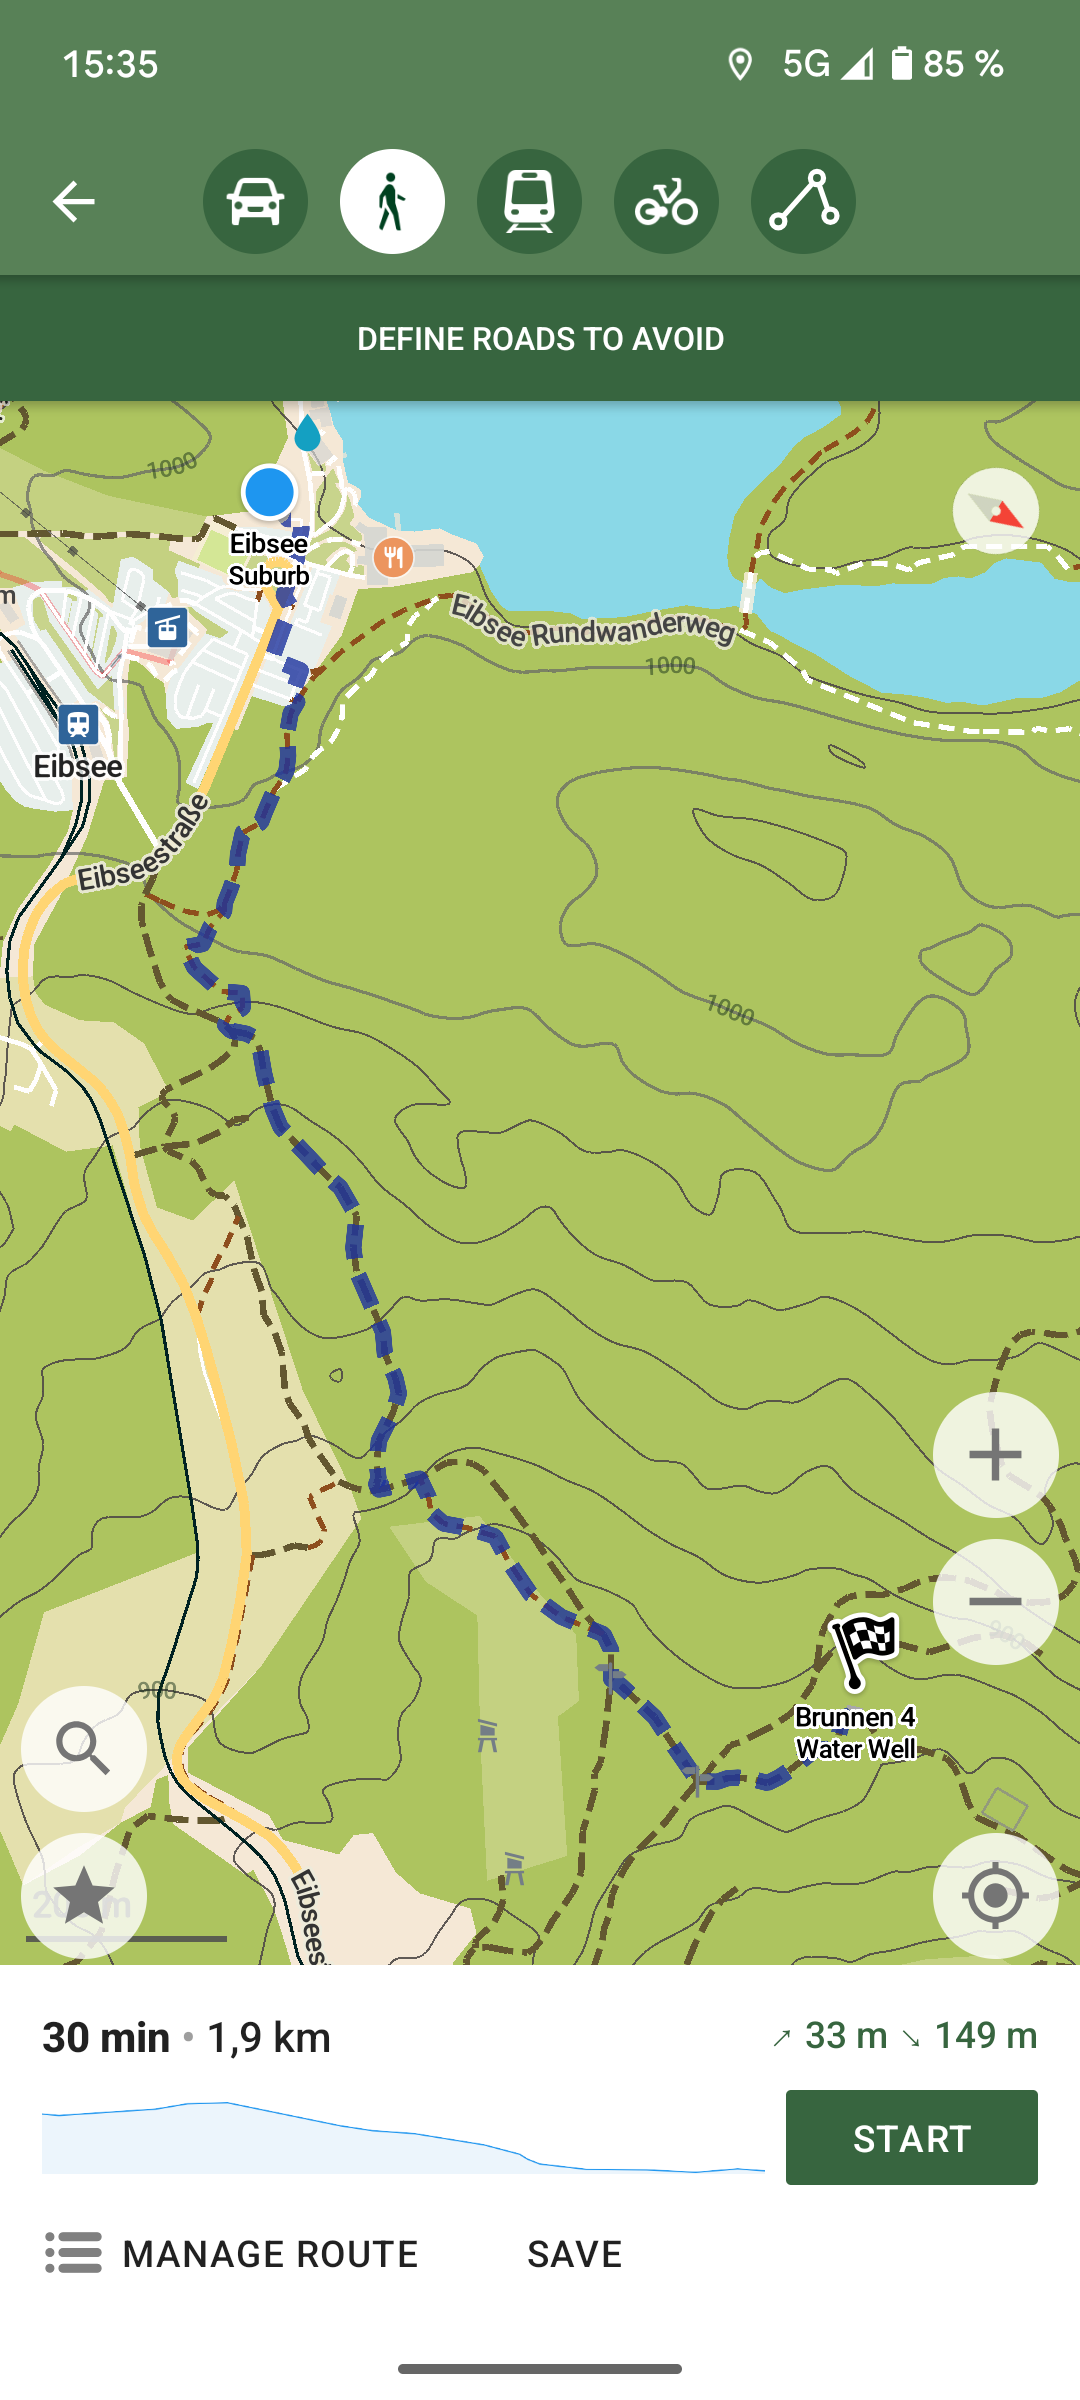 15:35
5G 85 %
DEFINE ROADS TO AVOID
1000
Eibsee
Suburb
m
Eibsee Rundwanderweg
1000
Eibsee
Eibseestraße
1000
900
Brunnen 4
Water Well
Eibsees
30 min • 1,9 km
↗ 33 m ↘ 149 m
START
MANAGE ROUTE
SAVE